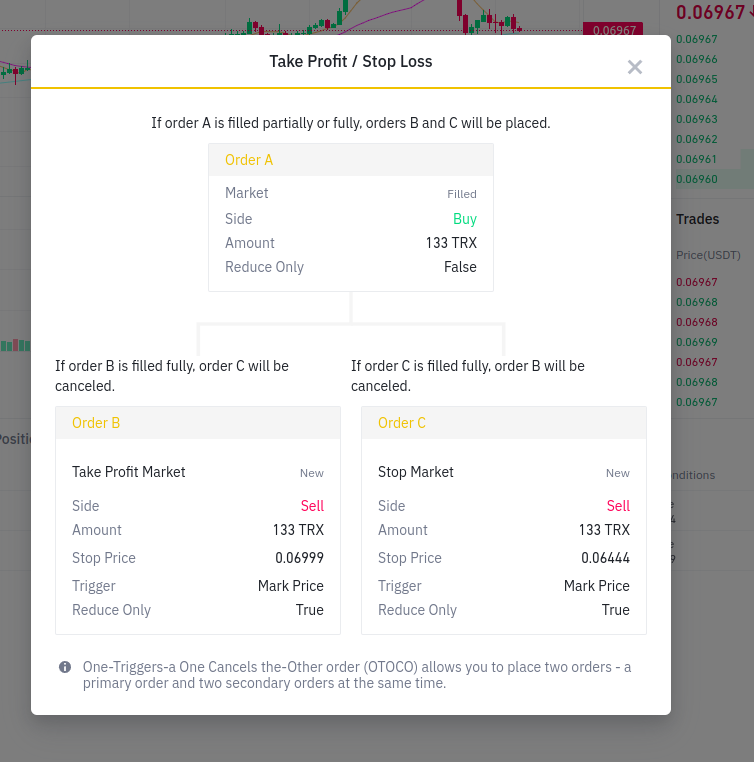 0.06967
0.06967
Take Profit / Stop Loss
0.06967
0.06966
0.06965
0.06964
0.06963
0.06962
0.06961
0.06960
If order A is filled partially or fully, orders B and C will be placed.
Order A
Market Filled
Side Buy
Amount 133 TRX
Reduce Only False
Trades
Price(USDT)
0.06967
0.06968
0.06968
0.06969
0.06967
0.06968
0.06967
If order B is filled fully, order C will be
canceled.
If order C is filled fully, order B will be
canceled.
Order B
Take Profit Market New
Side Sell
Amount 133 TRX
Stop Price 0.06999
Trigger Mark Price
Reduce Only True
Order C
Stop Market New
Side Sell
Amount 133 TRX
Stop Price 0.06444
Trigger Mark Price
Reduce Only True
One-Triggers-a One Cancels the-Other order (OTOCO) allows you to place two orders - a
primary order and two secondary orders at the same time.